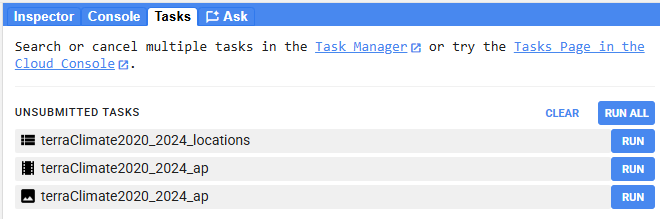 Inspector Console Tasks Ask
Search or cancel multiple tasks in the Task Manager or try the Tasks Page in the
Cloud Console.
UNSUBMITTED TASKS CLEAR RUN ALL
terraClimate2020_2024_locations RUN
terraClimate2020_2024_ap RUN
terraClimate2020_2024_ap RUN